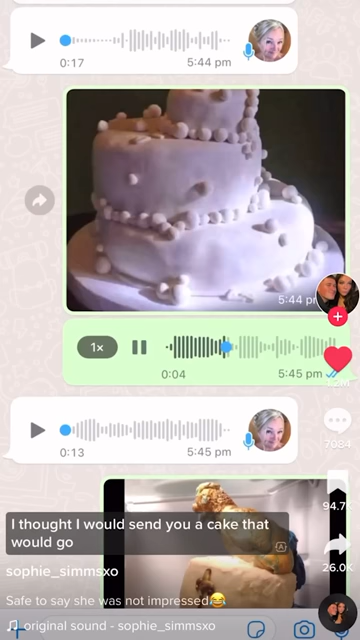 0:17
5:44 pm
5:44 pm
1x
0:04
5:45 pm
7084
0:13
5:45 pm
94.7K
I thought I would send you a cake that
would go
26.0K
sophie_simmsxo
Safe to say she was not impressed😂
original sound - sophie_simmsxo